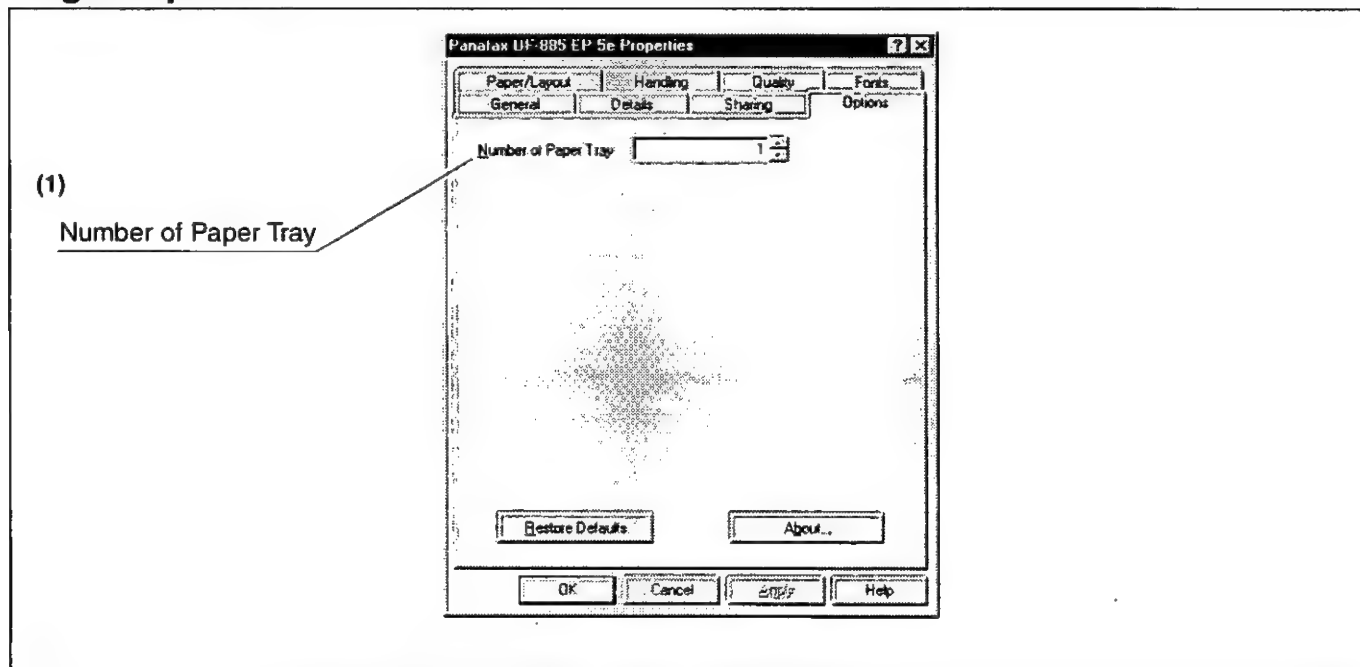 Panafax UF-885 EP 5e Properties
Paper/Layout Handling Quality Fonts
General Details Sharing Options
Number of Paper Tray 1
(1)
Number of Paper Tray
Restore Defaults About...
OK Cancel Apply Help